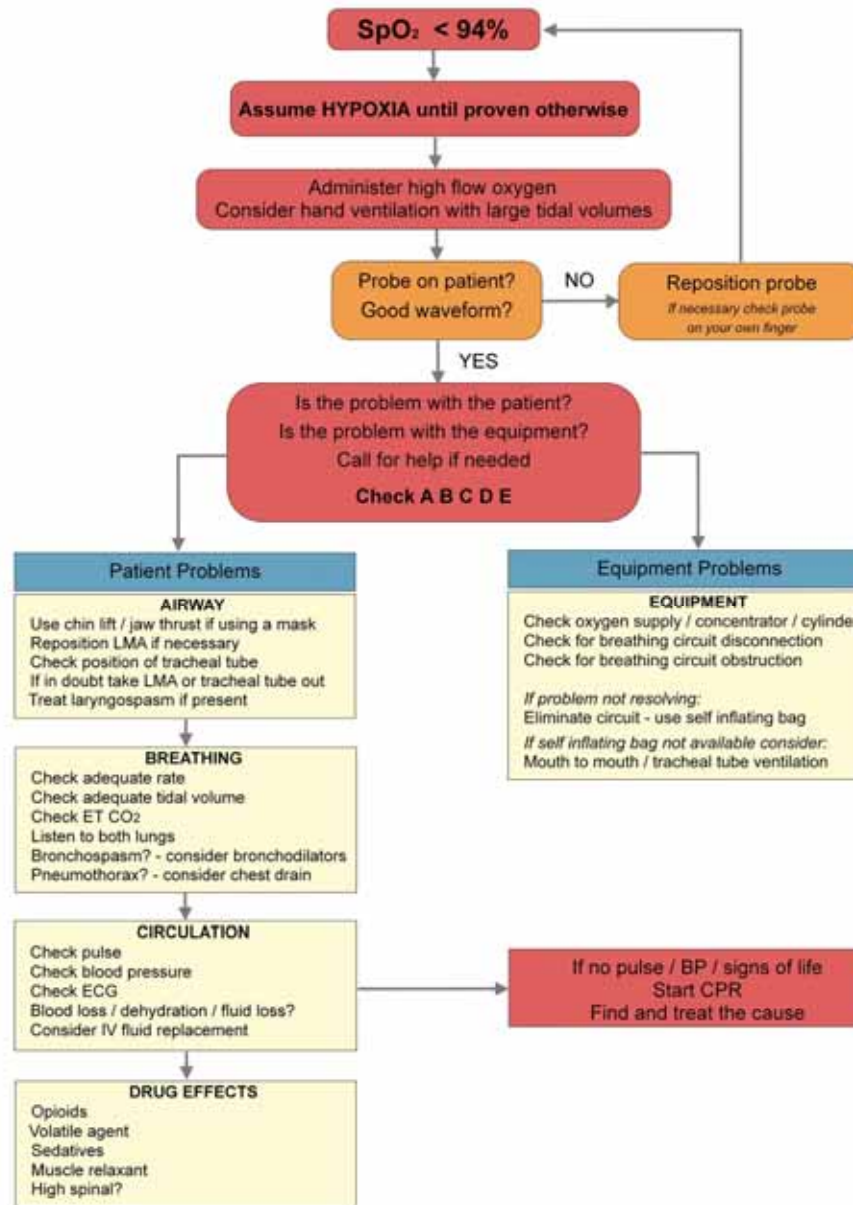 SpO₂ < 94%
Assume HYPOXIA until proven otherwise
Administer high flow oxygen
Consider hand ventilation with large tidal volumes
Probe on patient?
Good waveform?
NO
Reposition probe
If necessary check probe
on your own finger
YES
Is the problem with the patient?
Is the problem with the equipment?
Call for help if needed
Check A B C D E
Patient Problems
AIRWAY
Use chin lift / jaw thrust if using a mask
Reposition LMA if necessary
Check position of tracheal tube
If in doubt take LMA or tracheal tube out
Treat laryngospasm if present
BREATHING
Check adequate rate
Check adequate tidal volume
Check ET CO₂
Listen to both lungs
Bronchospasm? - consider bronchodilators
Pneumothorax? - consider chest drain
CIRCULATION
Check pulse
Check blood pressure
Check ECG
Blood loss / dehydration / fluid loss?
Consider IV fluid replacement
If no pulse / BP / signs of life
Start CPR
Find and treat the cause
DRUG EFFECTS
Opioids
Volatile agent
Sedatives
Muscle relaxant
High spinal?
Equipment Problems
EQUIPMENT
Check oxygen supply / concentrator / cylinde
Check for breathing circuit disconnection
Check for breathing circuit obstruction
If problem not resolving:
Eliminate circuit - use self inflating bag
If self inflating bag not available consider:
Mouth to mouth / tracheal tube ventilation